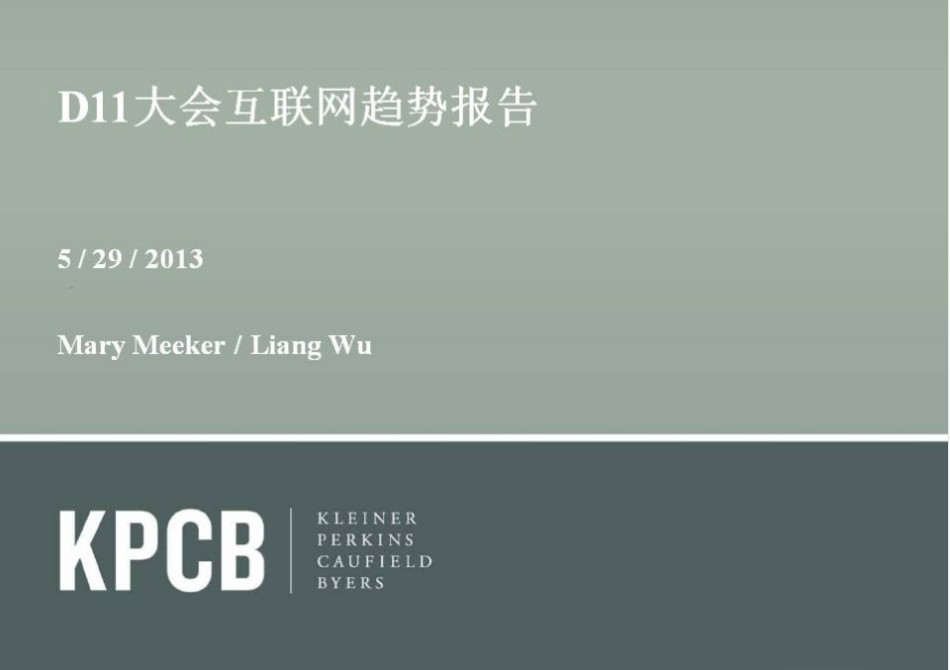 D11大会互联网趋势报告
5 / 29 / 2013
Mary Meeker / Liang Wu
KPCB
KLEINER
PERKINS
CAUFIELD
BYERS